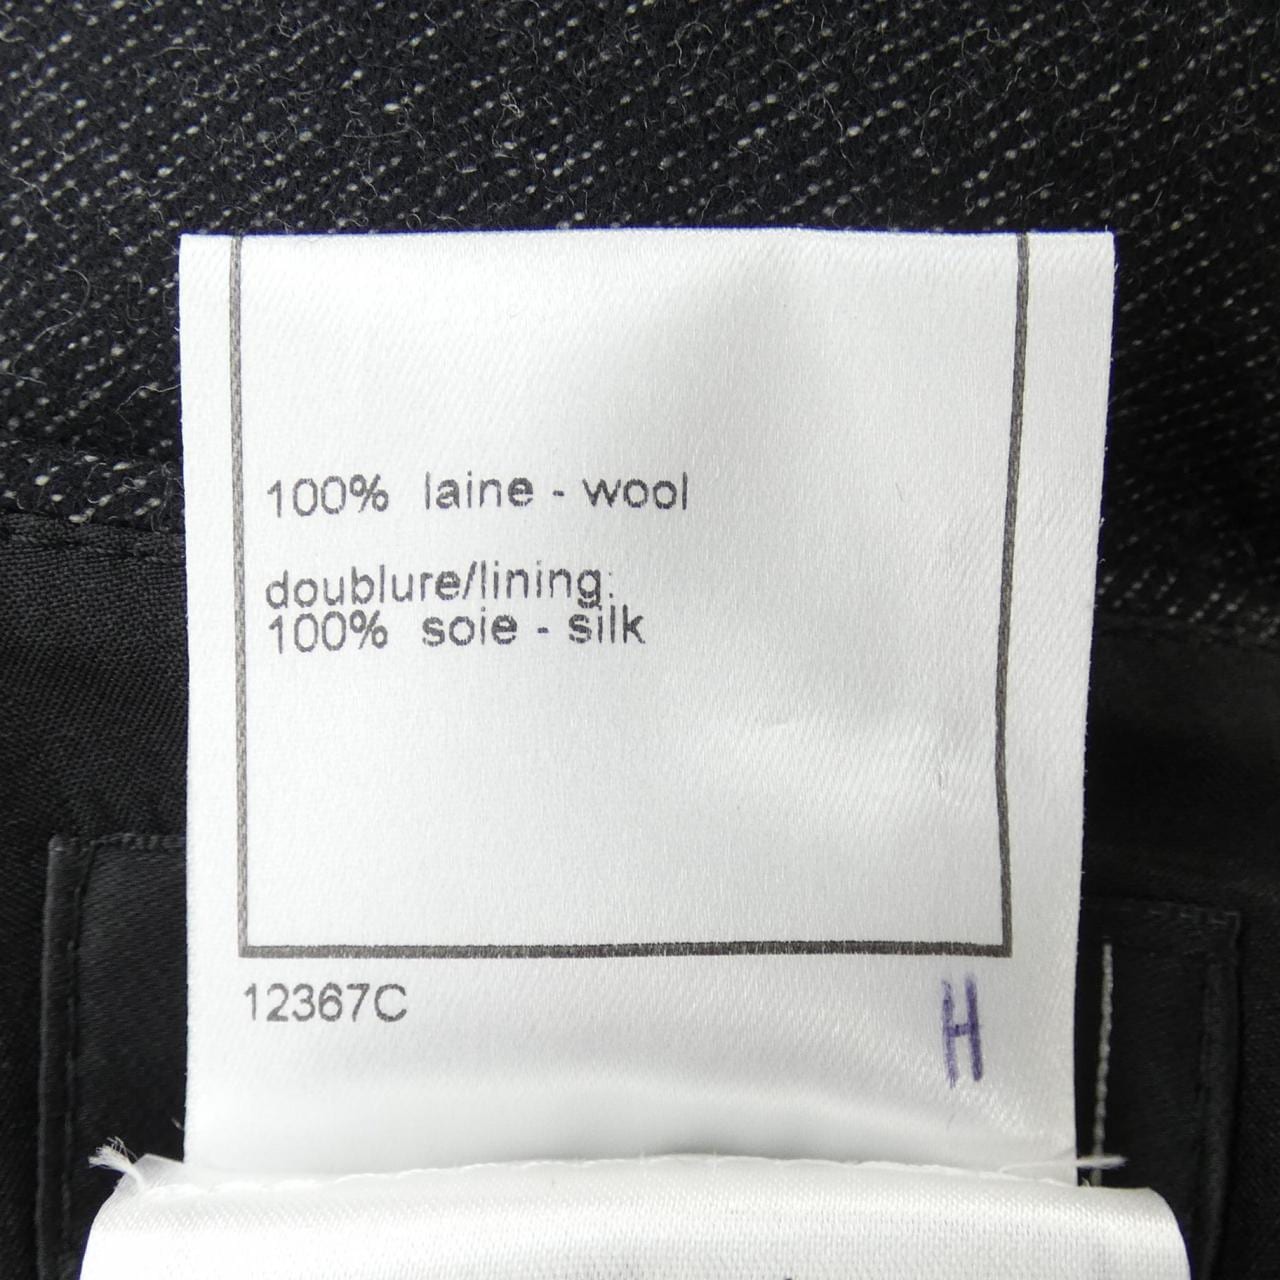 100% laine - wool
doublure/lining:
100% soie - silk
12367C
H